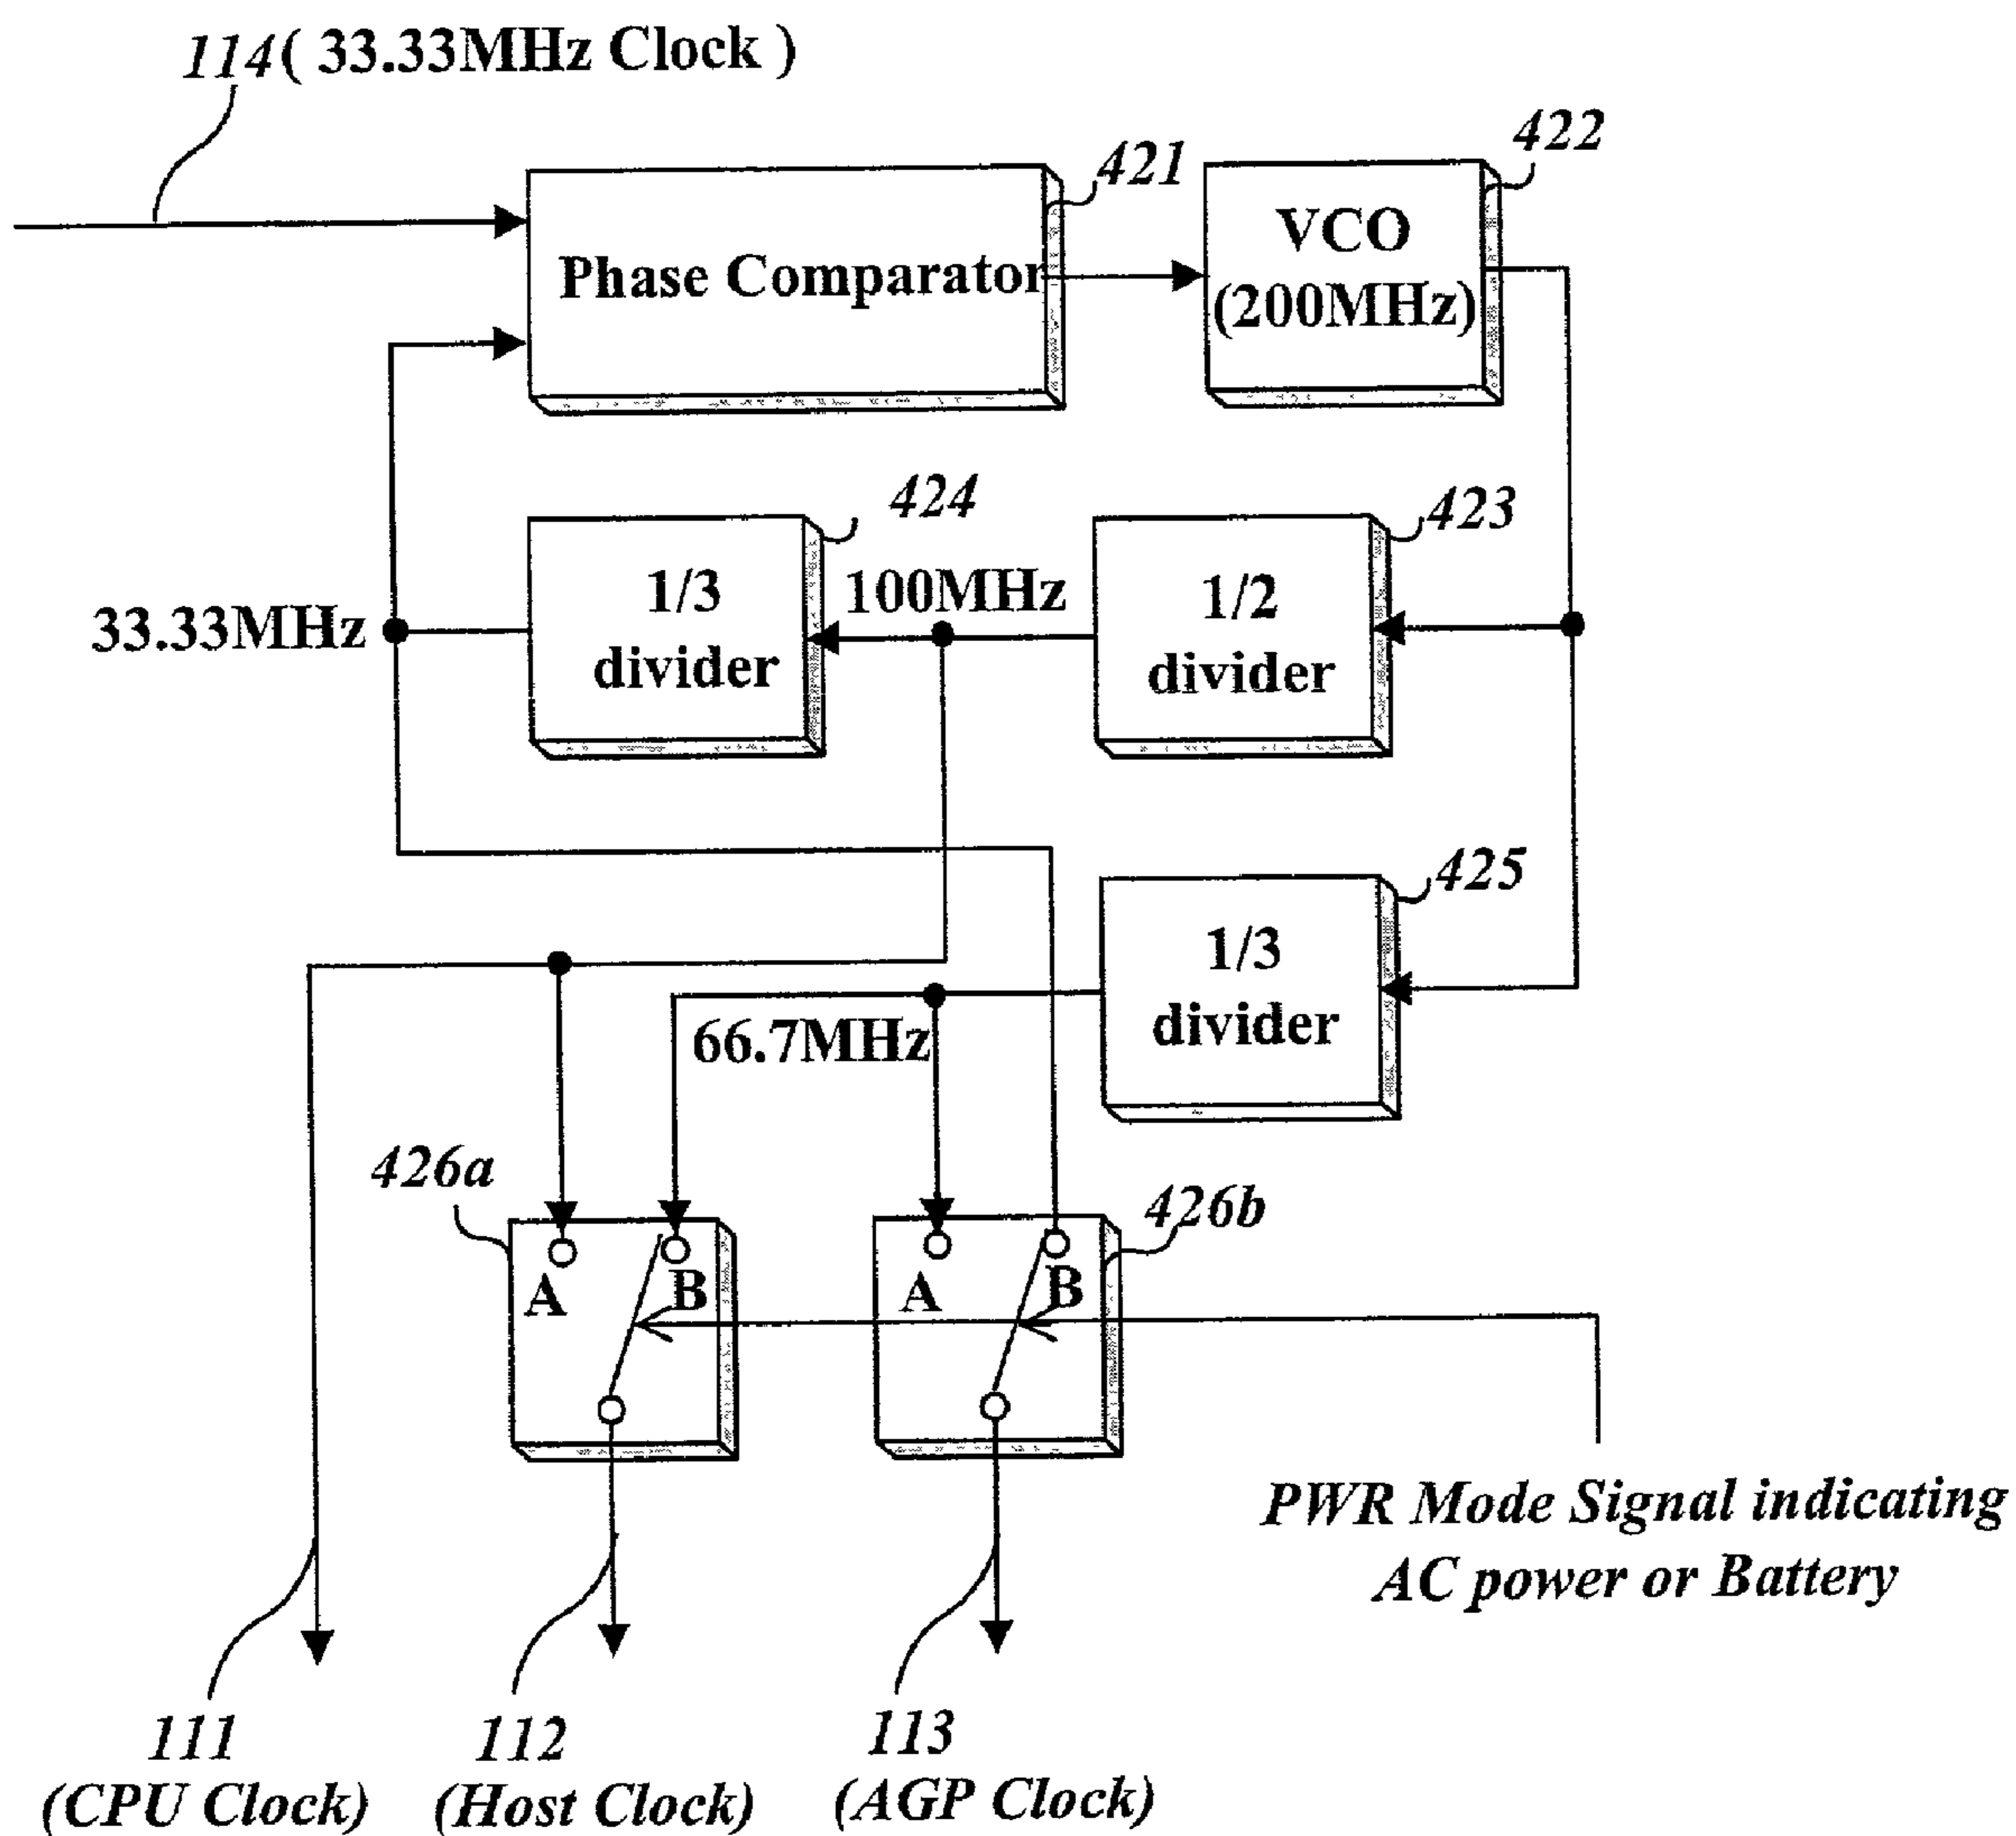 114 ( 33.33MHz Clock )
421
422
Phase Comparator
VCO
(200MHz)
424
423
33.33MHz
1/3
divider
100MHz
1/2
divider
425
1/3
divider
66.7MHz
426a
426b
A
B
A
B
PWR Mode Signal indicating
AC power or Battery
111
(CPU Clock)
112
(Host Clock)
113
(AGP Clock)